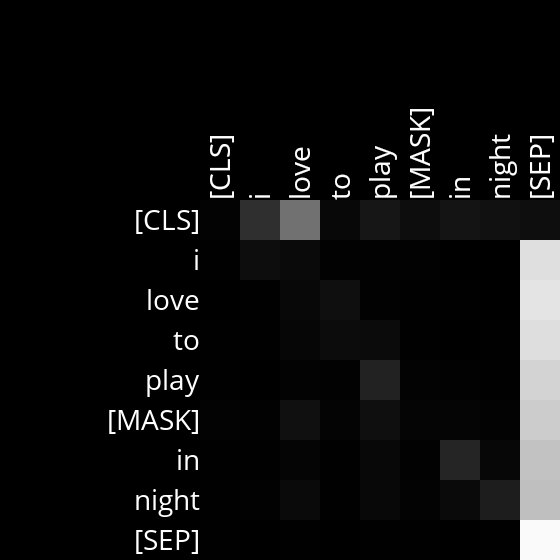 [CLS] i love to play [MASK] in night [SEP]
[CLS]
i
love
to
play
[MASK]
in
night
[SEP]